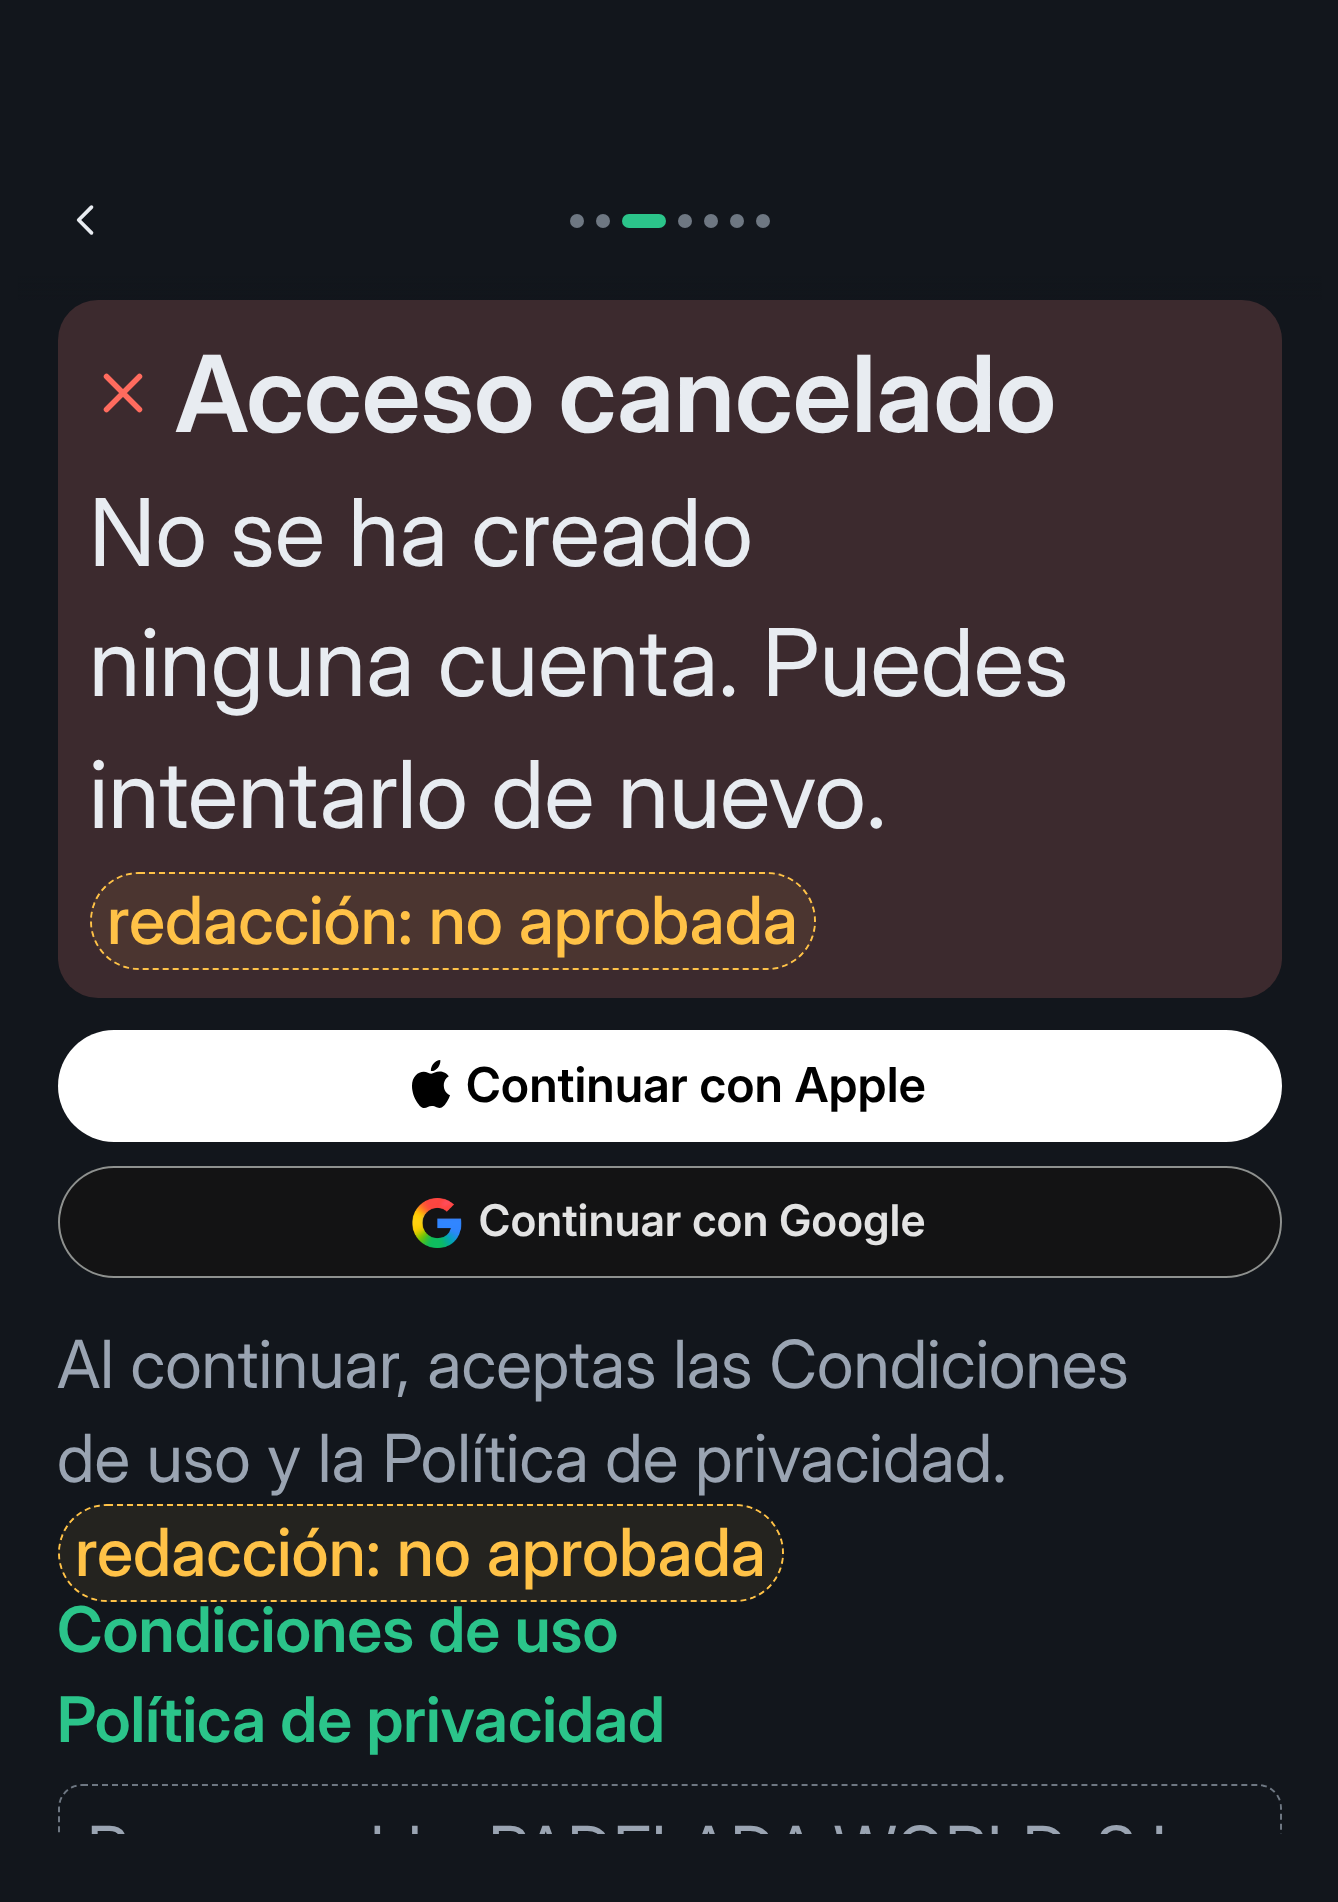 Acceso cancelado
No se ha creado
ninguna cuenta. Puedes
intentarlo de nuevo.
redacción: no aprobada
Continuar con Apple
Continuar con Google
Al continuar, aceptas las Condiciones
de uso y la Política de privacidad.
redacción: no aprobada
Condiciones de uso
Política de privacidad
PADELADA WORLD